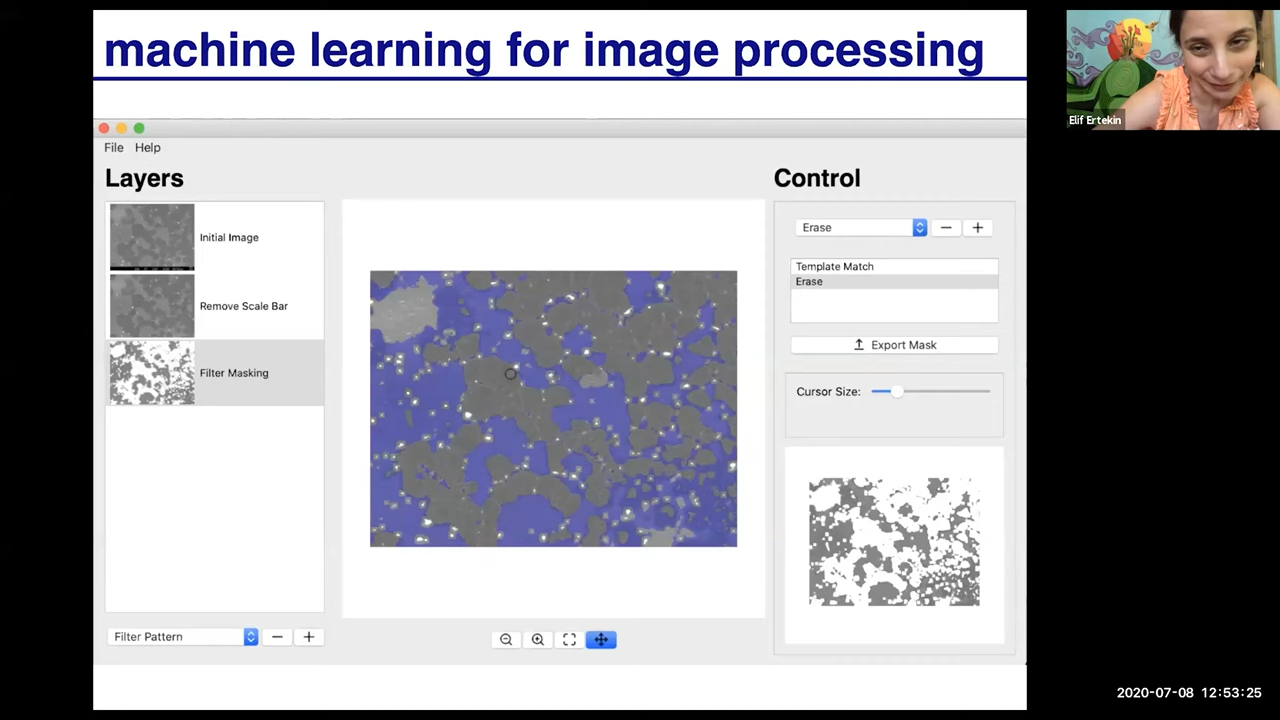 machine learning for image processing
Elif Ertekin
File Help
Layers
Control
Initial Image
Remove Scale Bar
Filter Masking
Erase
Template Match
Erase
Export Mask
Cursor Size:
Filter Pattern
2020-07-08 12:53:25